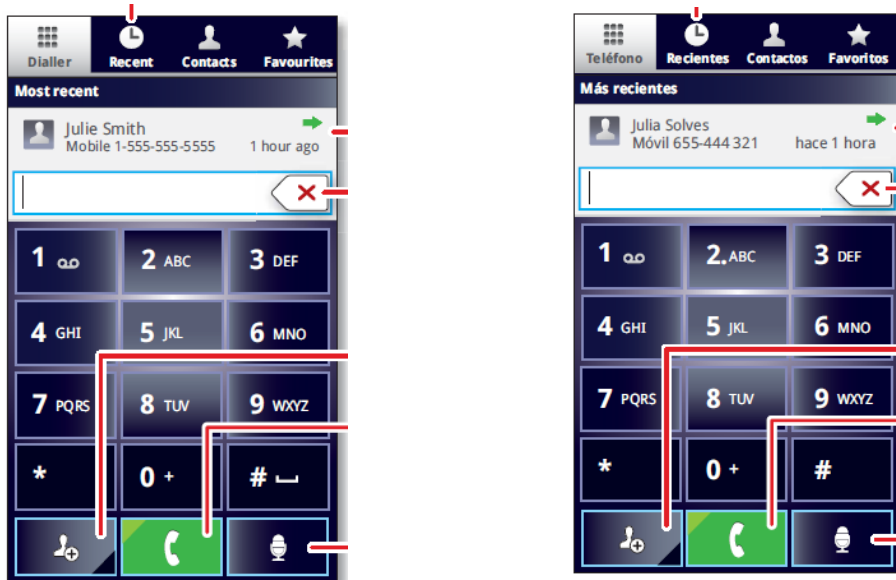 Dialler Recent Contacts Favourites
Most recent
Julie Smith
Mobile 1-555-555-5555 1 hour ago
1 2 ABC 3 DEF
4 GHI 5 JKL 6 MNO
7 PQRS 8 TUV 9 WXYZ
* 0 + #
Teléfono Recientes Contactos Favoritos
Más recientes
Julia Solves
Móvil 655-444 321 hace 1 hora
1 2. ABC 3 DEF
4 GHI 5 JKL 6 MNO
7 PQRS 8 TUV 9 WXYZ
* 0 + #